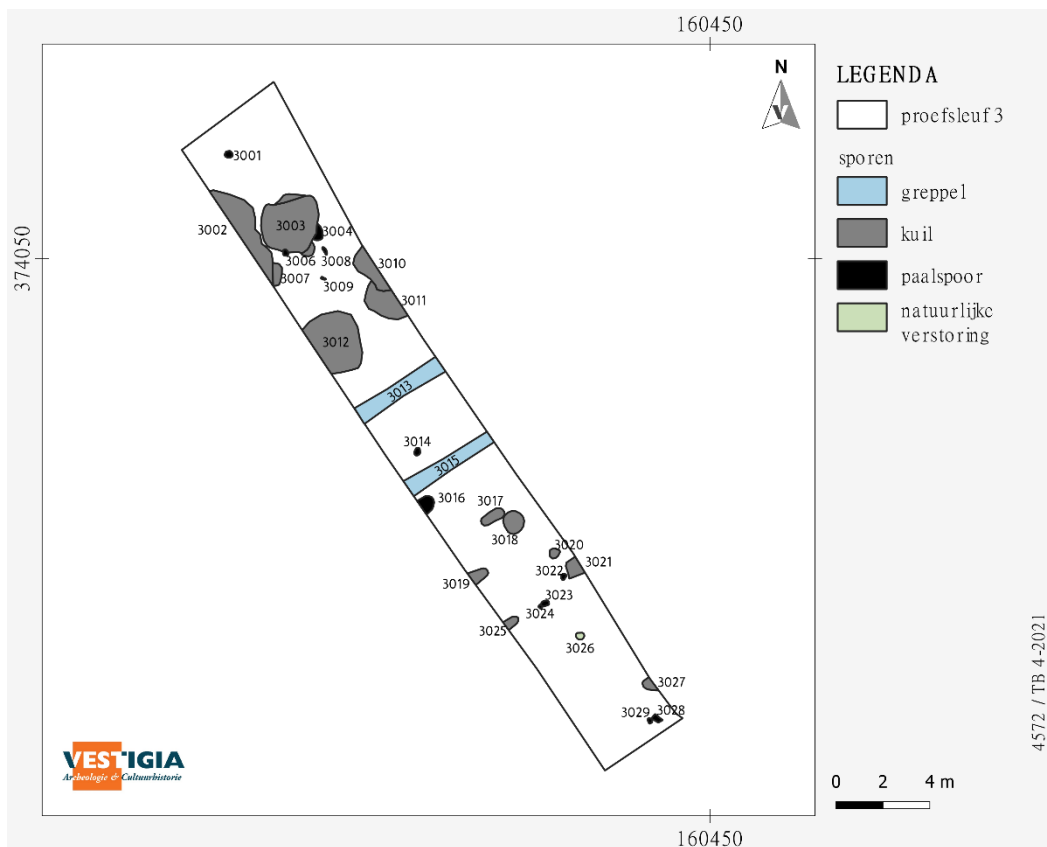 160450
N
LEGENDA
proefsleuf 3
sporen
greppel
kuil
paalspoor
natuurlijke
verstoring
374050
3001
3002
3003
3004
3006
3008
3007
3009
3010
3011
3012
3013
3014
3015
3016
3017
3018
3019
3020
3021
3022
3023
3024
3025
3026
3027
3028
3029
VESTIGIA
Archeologie & Cultuurhistorie
0 2 4 m
160450
4572 / TB 4-2021